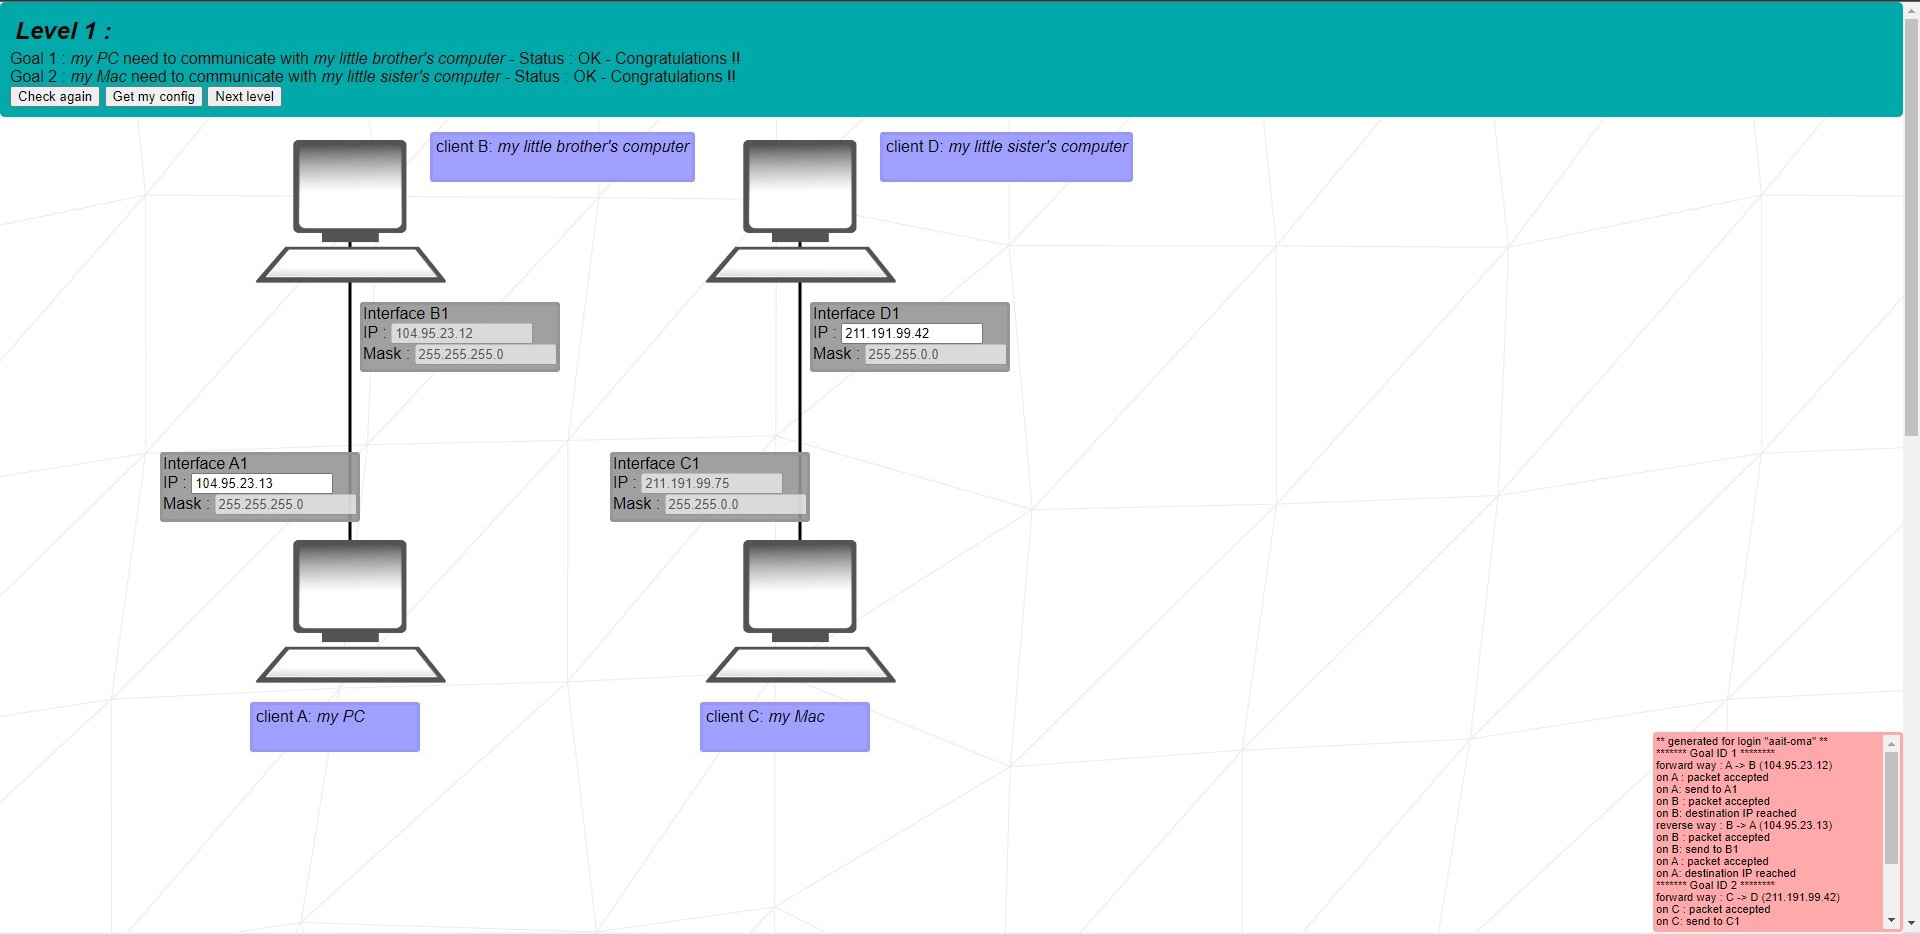 Level 1 :
Goal 1 : my PC need to communicate with my little brother's computer - Status : OK - Congratulations !!
Goal 2 : my Mac need to communicate with my little sister's computer - Status : OK - Congratulations !!
Check again Get my config Next level
client B: my little brother's computer
client D: my little sister's computer
Interface B1
IP : 104.95.23.12
Mask : 255.255.255.0
Interface D1
IP : 211.191.99.42
Mask : 255.255.0.0
Interface A1
IP : 104.95.23.13
Mask : 255.255.255.0
Interface C1
IP : 211.191.99.75
Mask : 255.255.0.0
client A: my PC
client C: my Mac
** generated for login "aait-oma" **
******* Goal ID 1 ********
forward way : A -> B (104.95.23.12)
on A : packet accepted
on A: send to A1
on B : packet accepted
on B: destination IP reached
reverse way : B -> A (104.95.23.13)
on B : packet accepted
on B: send to B1
on A : packet accepted
on A: destination IP reached
******* Goal ID 2 ********
forward way : C -> D (211.191.99.42)
on C : packet accepted
on C: send to C1